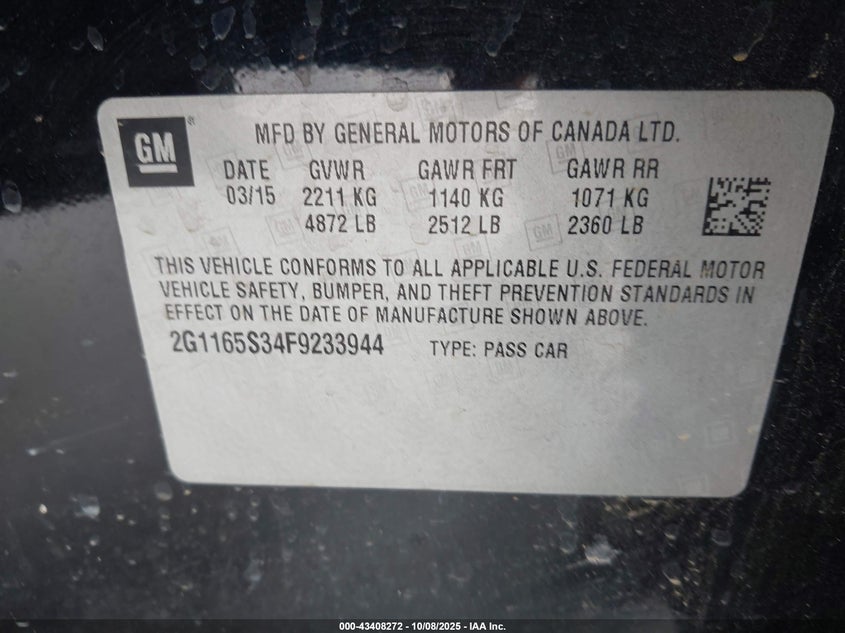 GM
MFD BY GENERAL MOTORS OF CANADA LTD.
DATE GVWR GAWR FRT GAWR RR
03/15 2211 KG 1140 KG 1071 KG
4872 LB 2512 LB 2360 LB
THIS VEHICLE CONFORMS TO ALL APPLICABLE U.S. FEDERAL MOTOR
VEHICLE SAFETY, BUMPER, AND THEFT PREVENTION STANDARDS IN
EFFECT ON THE DATE OF MANUFACTURE SHOWN ABOVE.
2G1165S34F9233944 TYPE: PASS CAR
000-43408272 - 10/08/2025 - IAA Inc.